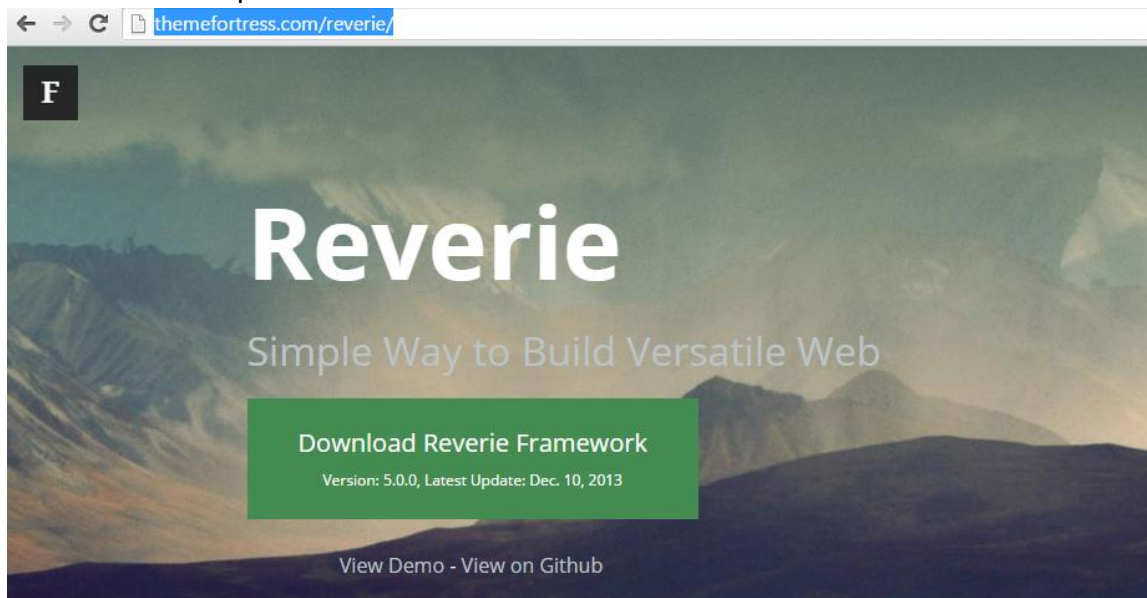 themefortress.com/reverie/
F
Reverie
Simple Way to Build Versatile Web
Download Reverie Framework
Version: 5.0.0, Latest Update: Dec. 10, 2013
View Demo - View on Github